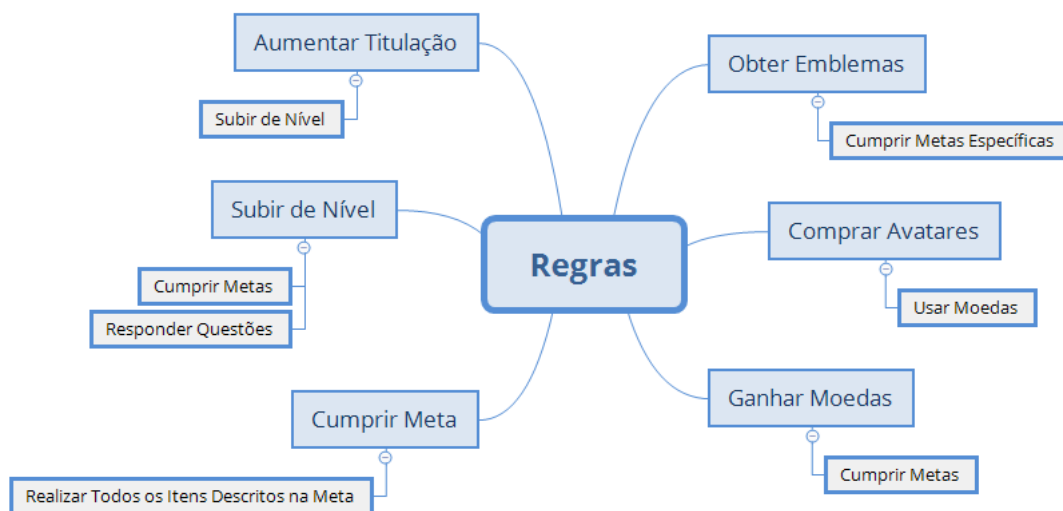 Aumentar Titulação
Subir de Nível
Subir de Nível
Cumprir Metas
Responder Questões
Cumprir Meta
Realizar Todos os Itens Descritos na Meta
Regras
Obter Emblemas
Cumprir Metas Específicas
Comprar Avatares
Usar Moedas
Ganhar Moedas
Cumprir Metas